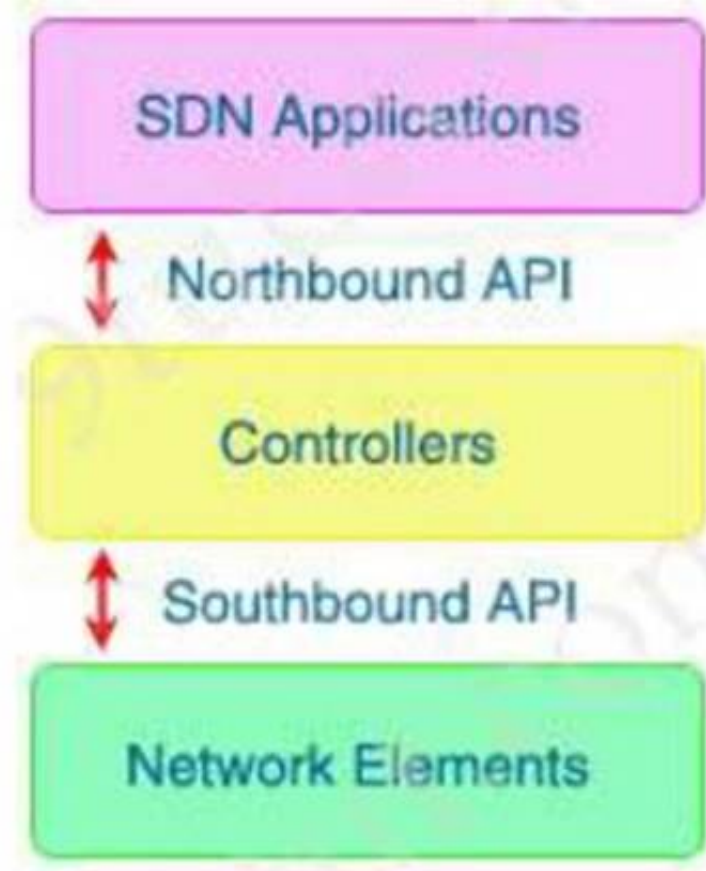 SDN Applications
Northbound API
Controllers
Southbound API
Network Elements